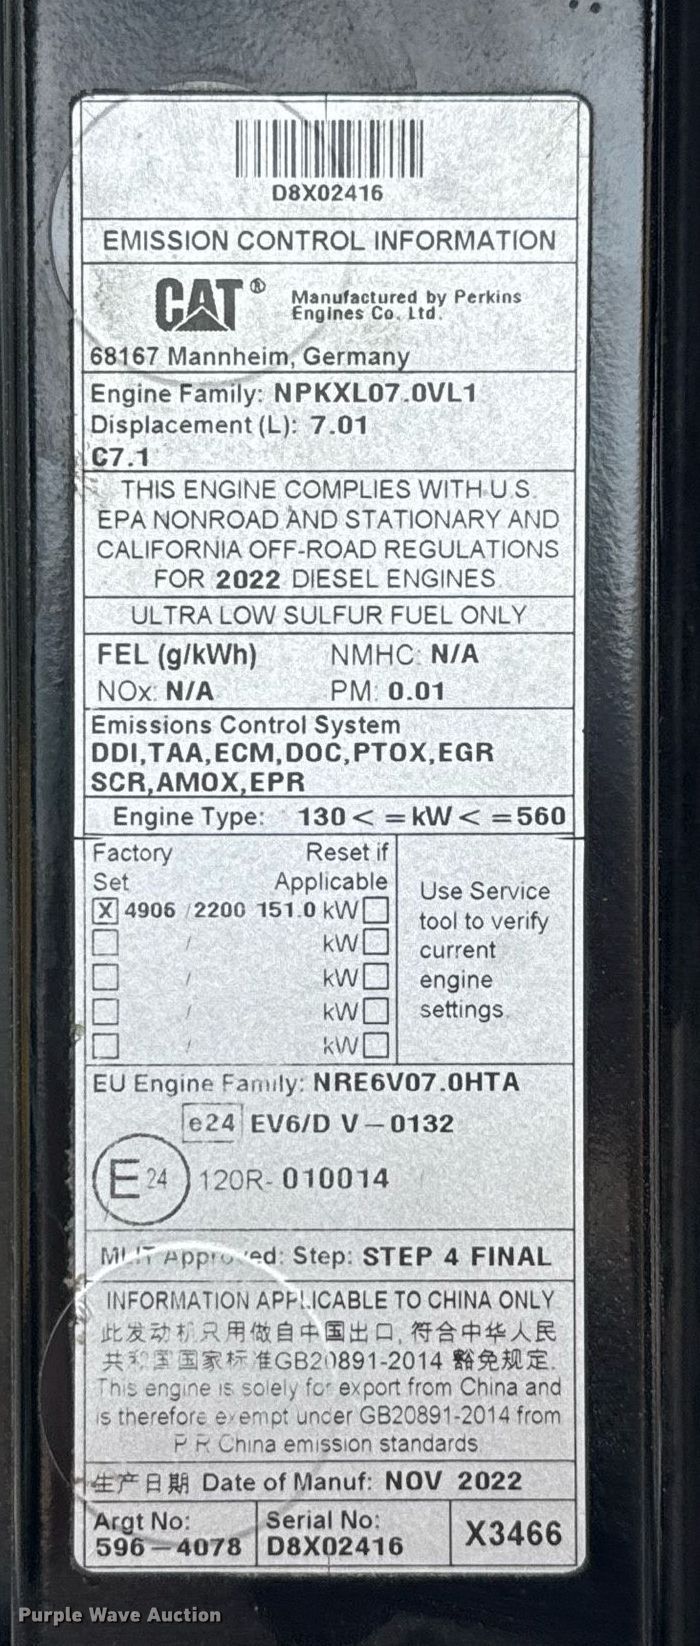 D8X02416
EMISSION CONTROL INFORMATION
CAT® Manufactured by Perkins
Engines Co. Ltd.
68167 Mannheim, Germany
Engine Family: NPKXL07.0VL1
Displacement (L): 7.01
C7.1
THIS ENGINE COMPLIES WITH U.S.
EPA NONROAD AND STATIONARY AND
CALIFORNIA OFF-ROAD REGULATIONS
FOR 2022 DIESEL ENGINES.
ULTRA LOW SULFUR FUEL ONLY
FEL (g/kWh) NMHC: N/A
NOx: N/A PM: 0.01
Emissions Control System
DDI,TAA,ECM,DOC,PTOX,EGR
SCR,AMOX,EPR
Engine Type: 130 < = kW < = 560
Factory Reset if
Set Applicable
X 4906 / 2200 151.0 kW
/ kW
/ kW
/ kW
/ kW
Use Service
tool to verify
current
engine
settings.
EU Engine Family: NRE6V07.0HTA
e24 EV6/D V-0132
E 24 120R- 010014
MLIT Approved: Step: STEP 4 FINAL
INFORMATION APPLICABLE TO CHINA ONLY
此发动机只用做自中国出口, 符合中华人民
共和国国家标准GB20891-2014 豁免规定.
This engine is solely for export from China and
is therefore exempt under GB20891-2014 from
P R China emission standards
生产日期 Date of Manuf: NOV 2022
Argt No: Serial No:
596-4078 D8X02416 X3466
Purple Wave Auction